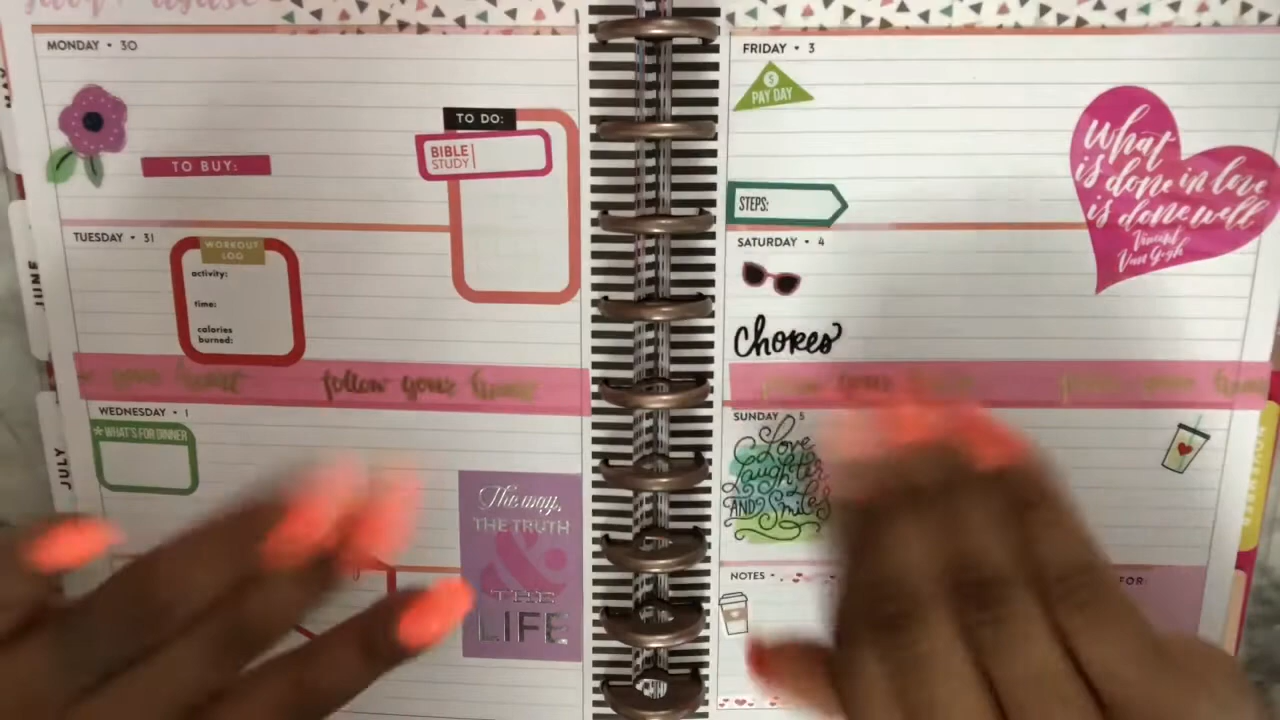 MONDAY • 30
TO BUY:
TO DO:
BIBLE
STUDY
TUESDAY • 31
WORKOUT
LOG
activity:
time:
calories
burned:
follow your heart
WEDNESDAY • 1
*WHAT'S FOR DINNER
The way,
THE TRUTH
&
THE
LIFE
JUNE
JULY
FRIDAY • 3
$
PAY DAY
STEPS:
What
is done in love
is done well
Vincent
Van Gogh
SATURDAY • 4
chores
SUNDAY 5
Love
Laughter
AND Smiles
NOTES •
FOR: